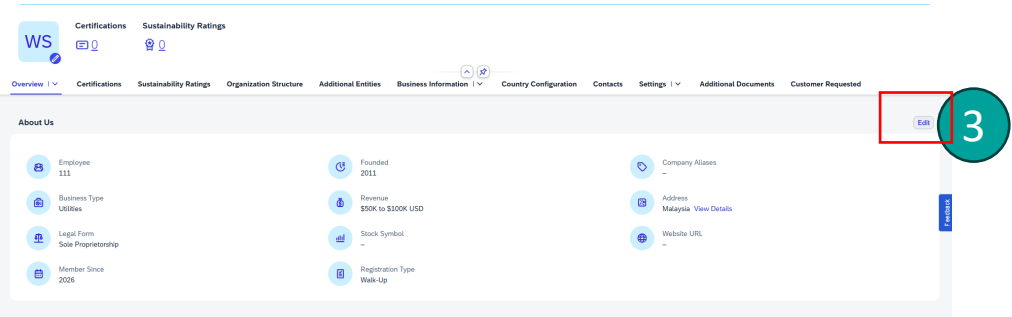 WS
Certifications
0
Sustainability Ratings
0
Overview
Certifications
Sustainability Ratings
Organization Structure
Additional Entities
Business Information
Country Configuration
Contacts
Settings
Additional Documents
Customer Requested
About Us
Edit
3
Employee
111
Founded
2011
Company Aliases
–
Business Type
Utilities
Revenue
$50K to $100K USD
Address
Malaysia View Details
Legal Form
Sole Proprietorship
Stock Symbol
–
Website URL
–
Member Since
2026
Registration Type
Walk-Up
Feedback